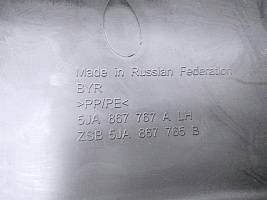 Made in Russian Federation
BYR
>PP/PE<
5JA 867 767 A LH
ZSB 5JA 867 765 B